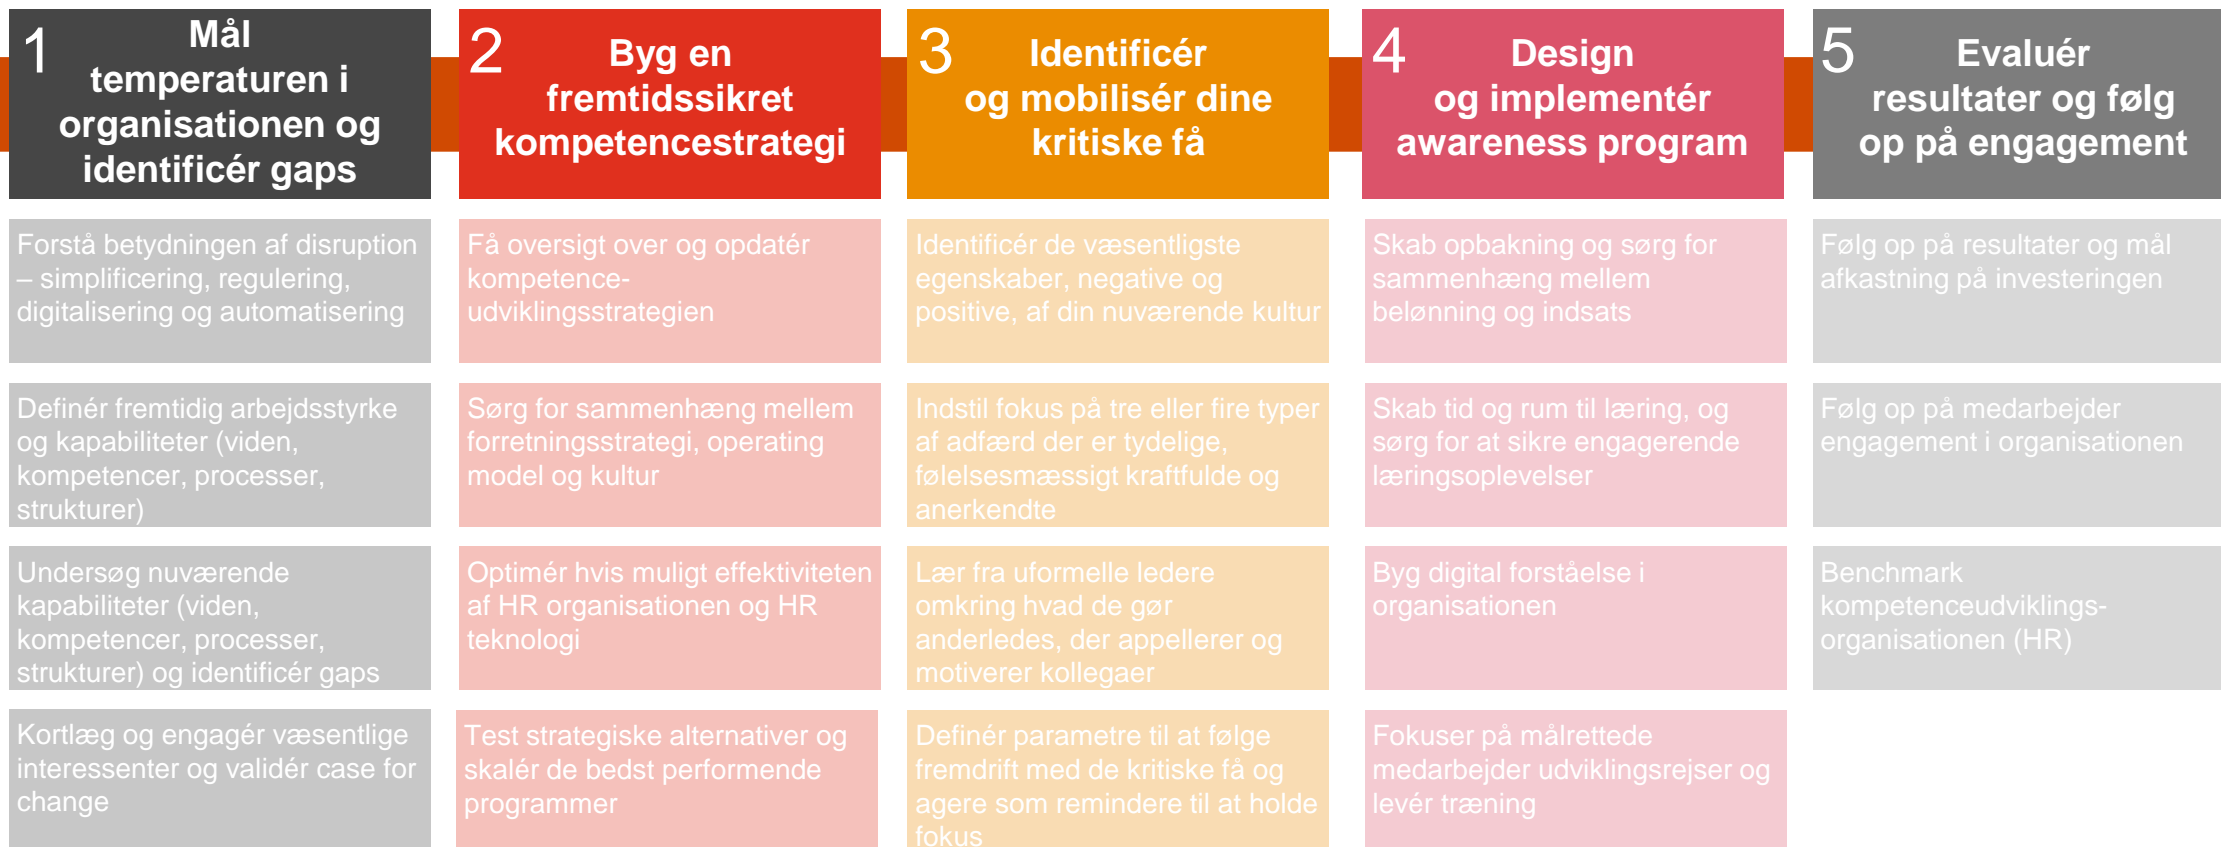 1
Mål
temperaturen i
organisationen og
identificér gaps
Forstå betydningen af disruption
– simplificering, regulering,
digitalisering og automatisering
Definér fremtidig arbejdsstyrke
og kapabiliteter (viden,
kompetencer, processer,
strukturer)
Undersøg nuværende
kapabiliteter (viden,
kompetencer, processer,
strukturer) og identificér gaps
Kortlæg og engagér væsentlige
interessenter og validér case for
change
2
Byg en
fremtidssikret
kompetencestrategi
Få oversigt over og opdatér
kompetence-
udviklingsstrategien
Sørg for sammenhæng mellem
forretningsstrategi, operating
model og kultur
Optimér hvis muligt effektiviteten
af HR organisationen og HR
teknologi
Test strategiske alternativer og
skalér de bedst performende
programmer
3
Identificér
og mobilisér dine
kritiske få
Identificér de væsentligste
egenskaber, negative og
positive, af din nuværende kultur
Indstil fokus på tre eller fire typer
af adfærd der er tydelige,
følelsesmæssigt kraftfulde og
anerkendte
Lær fra uformelle ledere
omkring hvad de gør
anderledes, der appellerer og
motiverer kollegaer
Definér parametre til at følge
fremdrift med de kritiske få og
agere som remindere til at holde
fokus
4
Design
og implementér
awareness program
Skab opbakning og sørg for
sammenhæng mellem
belønning og indsats
Skab tid og rum til læring, og
sørg for at sikre engagerende
læringsoplevelser
Byg digital forståelse i
organisationen
Fokuser på målrettede
medarbejder udviklingsrejser og
levér træning
5
Evaluér
resultater og følg
op på engagement
Følg op på resultater og mål
afkastning på investeringen
Følg op på medarbejder
engagement i organisationen
Benchmark
kompetenceudviklings-
organisationen (HR)